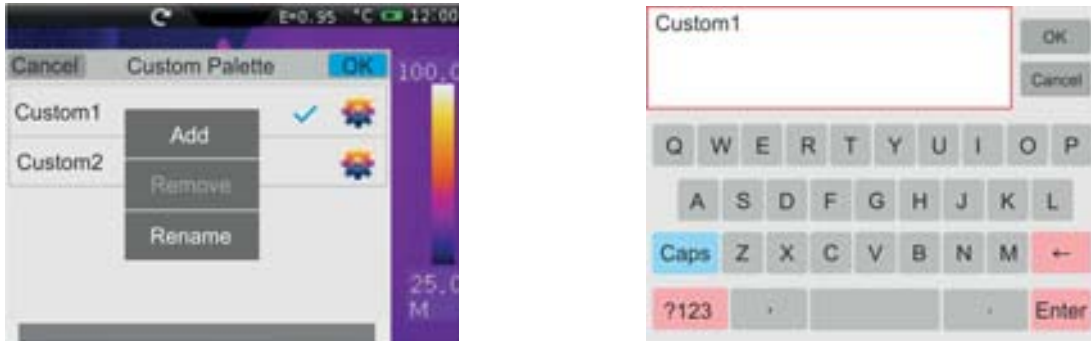 E=0.95 °C 12:00
Cancel Custom Palette OK
100.0
Custom1
Add
Custom2
Remove
Rename
25.0
M
Custom1
OK
Cancel
Q W E R T Y U I O P
A S D F G H J K L
Caps Z X C V B N M ←
?123 , . Enter